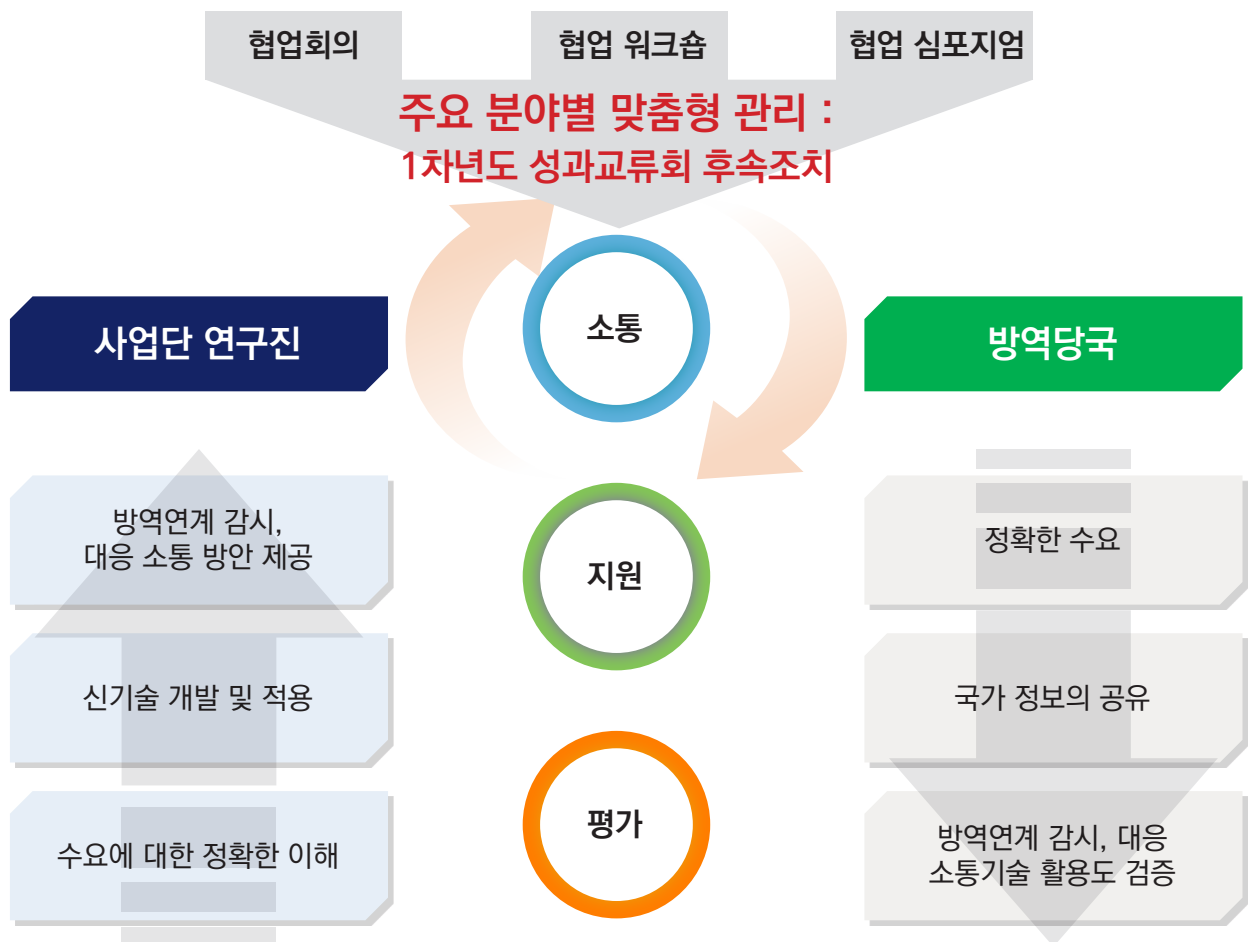 협업회의
협업 워크숍
협업 심포지엄
주요 분야별 맞춤형 관리 :
1차년도 성과교류회 후속조치
사업단 연구진
소통
방역당국
방역연계 감시,
대응 소통 방안 제공
지원
정확한 수요
신기술 개발 및 적용
국가 정보의 공유
수요에 대한 정확한 이해
평가
방역연계 감시, 대응
소통기술 활용도 검증